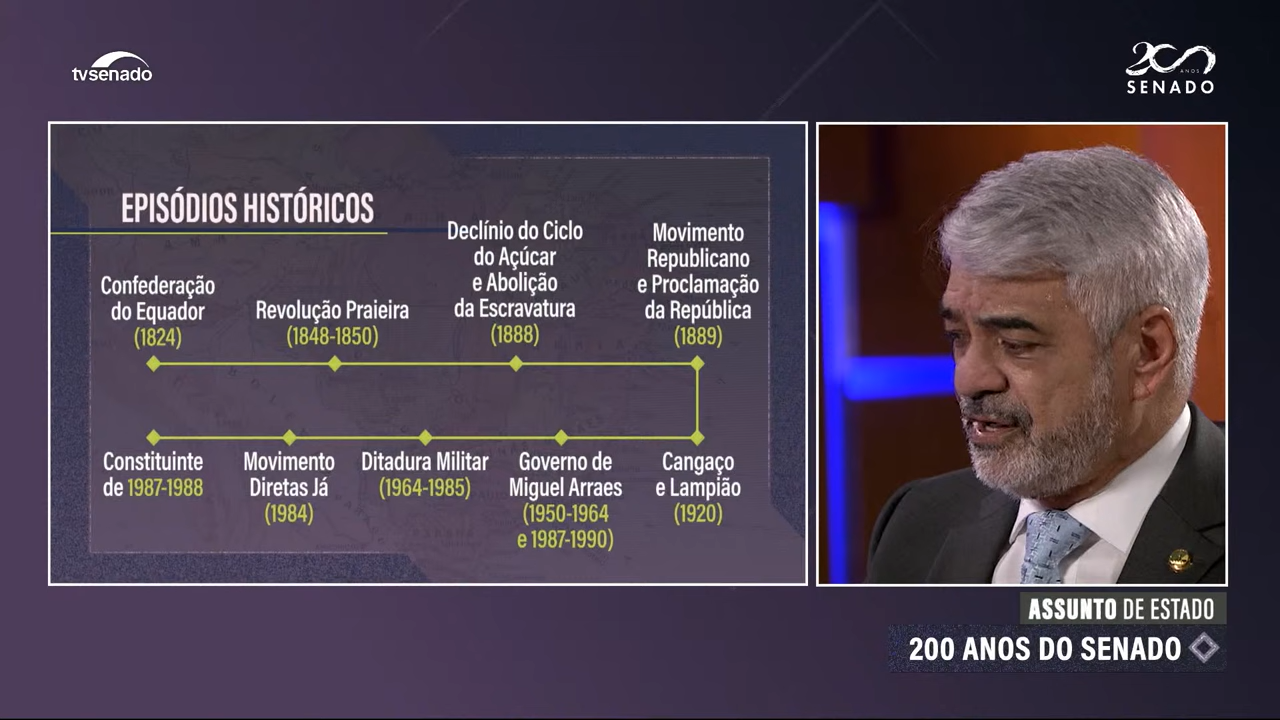 tvsenado
200 ANOS
SENADO
EPISÓDIOS HISTÓRICOS
Confederação
do Equador
(1824)
Revolução Praieira
(1848-1850)
Declínio do Ciclo
do Açúcar
e Abolição
da Escravatura
(1888)
Movimento
Republicano
e Proclamação
da República
(1889)
Constituinte
de 1987-1988
Movimento
Diretas Já
(1984)
Ditadura Militar
(1964-1985)
Governo de
Miguel Arraes
(1950-1964
e 1987-1990)
Cangaço
e Lampião
(1920)
ASSUNTO DE ESTADO
200 ANOS DO SENADO